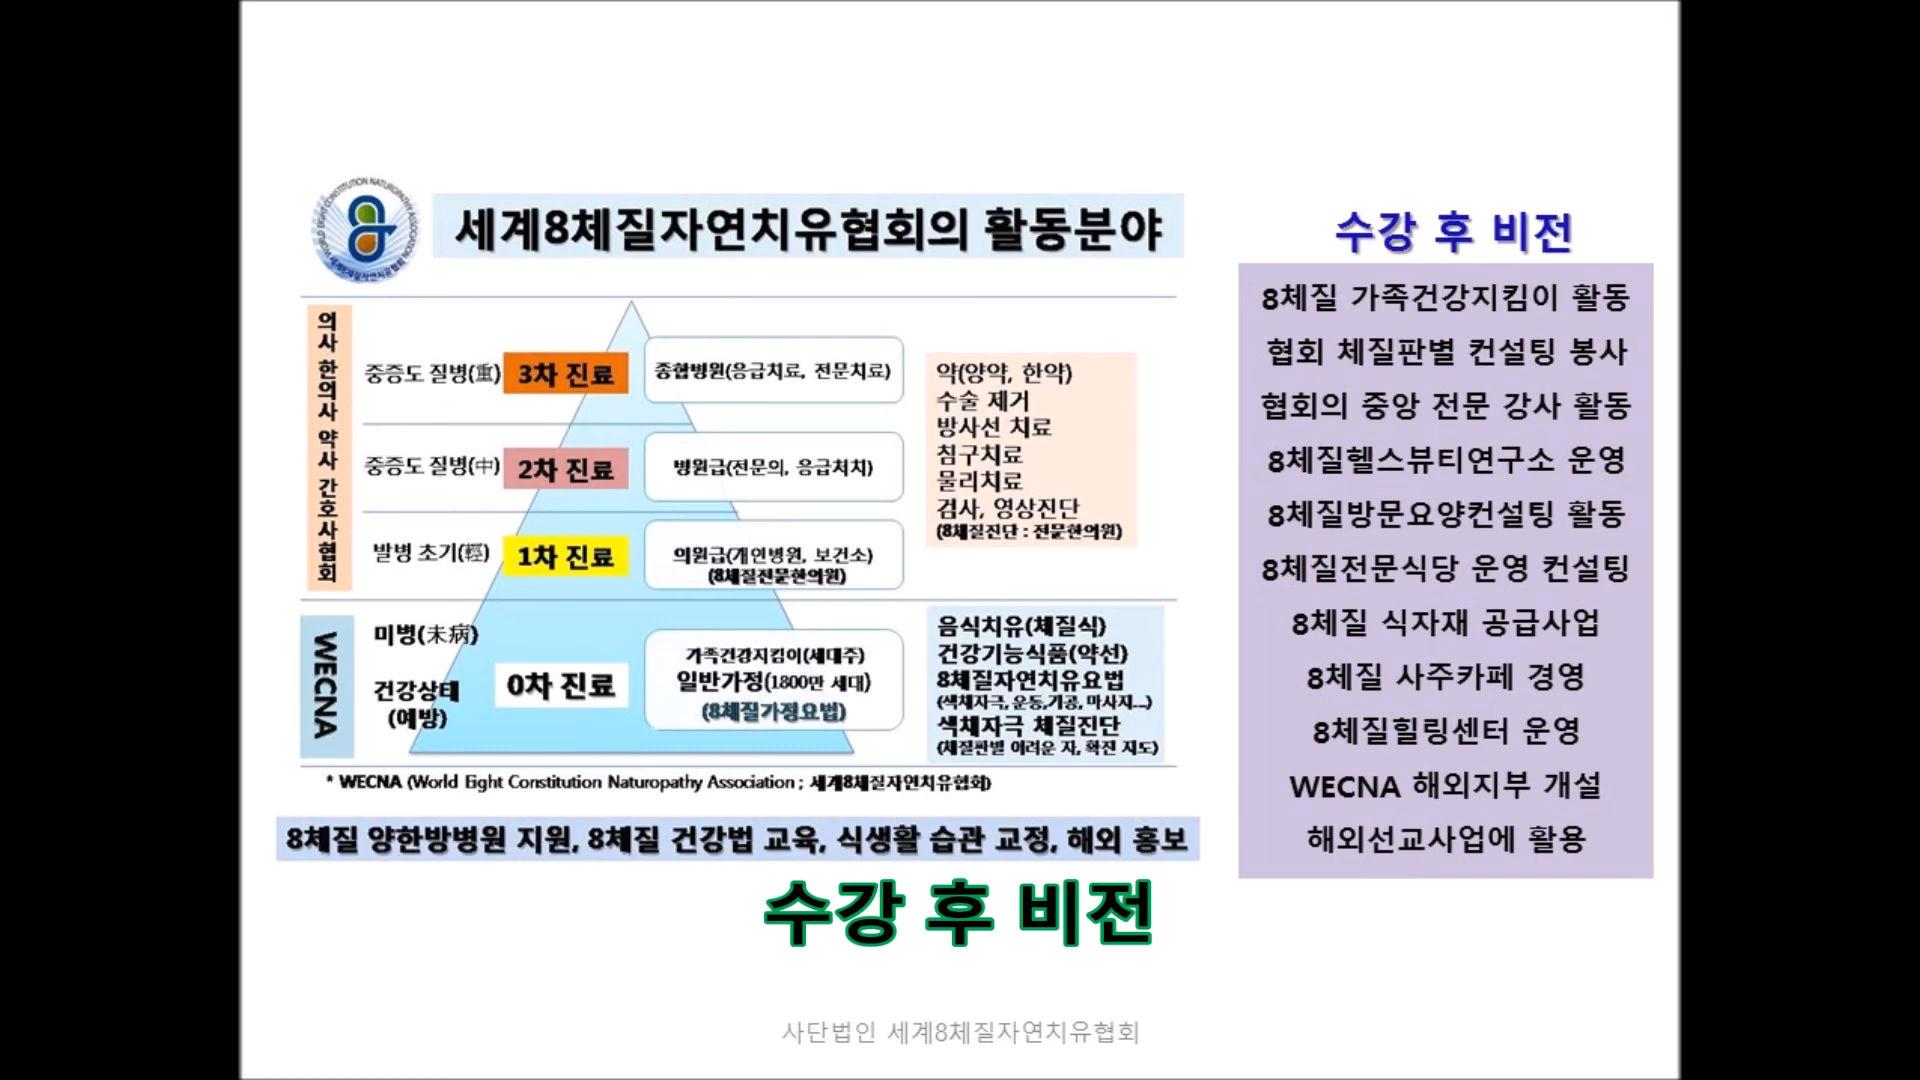 WORLD EIGHT CONSTITUTION NATUROPATHY ASSOCIATION
세계8체질자연치유협회
세계8체질자연치유협회의 활동분야
의사 한의사 약사 간호사협회
중증도 질병(重)
3차 진료
종합병원(응급치료, 전문치료)
중증도 질병(中)
2차 진료
병원급(전문의, 응급처치)
발병 초기(輕)
1차 진료
의원급(개인병원, 보건소)
(8체질전문한의원)
약(양약, 한약)
수술 제거
방사선 치료
침구치료
물리치료
검사, 영상진단
(8체질진단 : 전문한의원)
WECNA
미병(未病)
건강상태
(예방)
0차 진료
가족건강지킴이(세대주)
일반가정(1800만 세대)
(8체질가정요법)
음식치유(체질식)
건강기능식품(약선)
8체질자연치유요법
(색채자극, 운동,기공, 마사지...)
색채자극 체질진단
(체질판별 어려운 자, 확진 지도)
* WECNA (World Eight Constitution Naturopathy Association ; 세계8체질자연치유협회)
8체질 양한방병원 지원, 8체질 건강법 교육, 식생활 습관 교정, 해외 홍보
수강 후 비전
8체질 가족건강지킴이 활동
협회 체질판별 컨설팅 봉사
협회의 중앙 전문 강사 활동
8체질헬스뷰티연구소 운영
8체질방문요양컨설팅 활동
8체질전문식당 운영 컨설팅
8체질 식자재 공급사업
8체질 사주카페 경영
8체질힐링센터 운영
WECNA 해외지부 개설
해외선교사업에 활용
수강 후 비전
사단법인 세계8체질자연치유협회